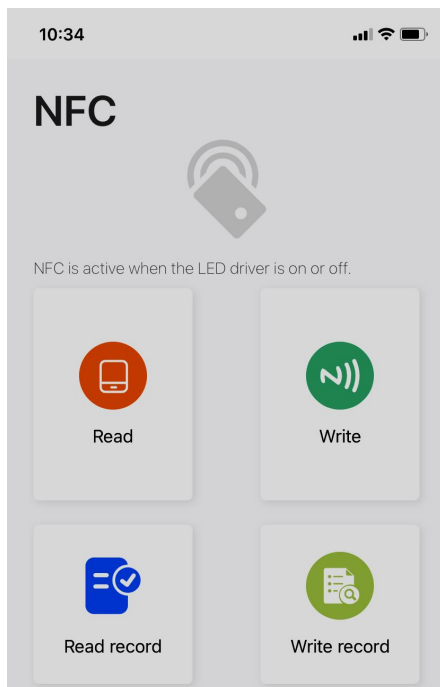 10:34
NFC
NFC is active when the LED driver is on or off.
Read
Write
Read record
Write record